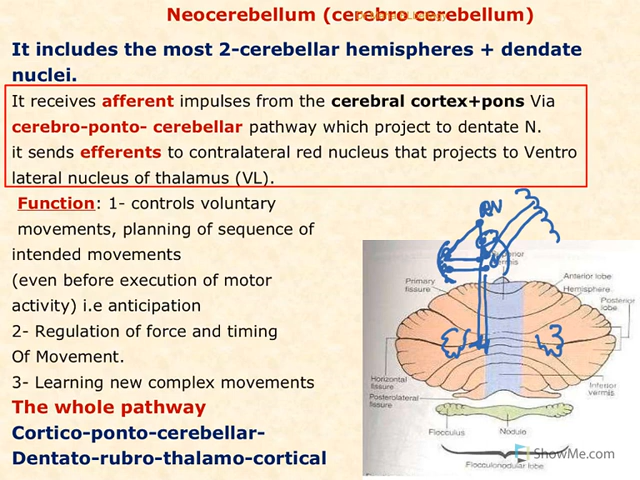 Neocerebellum (cerebro cerebellum)
It includes the most 2-cerebellar hemispheres + dendate
nuclei.
It receives afferent impulses from the cerebral cortex+pons Via
cerebro-ponto- cerebellar pathway which project to dentate N.
it sends efferents to contralateral red nucleus that projects to Ventro
lateral nucleus of thalamus (VL).
Function: 1- controls voluntary
movements, planning of sequence of
intended movements
(even before execution of motor
activity) i.e anticipation
2- Regulation of force and timing
Of Movement.
3- Learning new complex movements
The whole pathway
Cortico-ponto-cerebellar-
Dentato-rubro-thalamo-cortical
RN
vermis
Primary
fissure
Anterior lobe
Hemisphere
Posterior
lobe
Horizontal
fissure
Posterolateral
fissure
Inferior
vermis
Flocculus
Nodule
Flocculonodular lobe
ShowMe.com